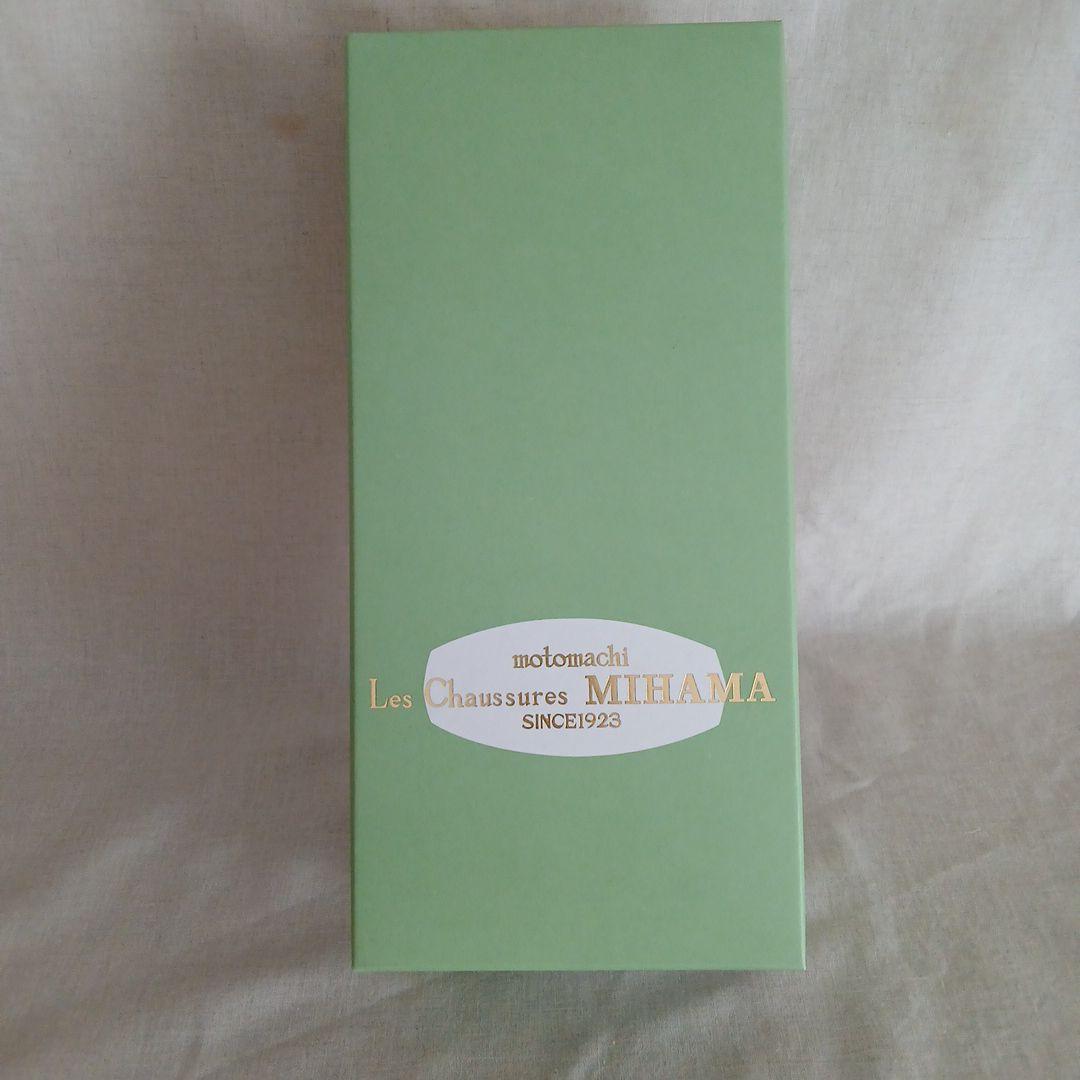 motomachi
Les Chaussures MIHAMA
SINCE1923